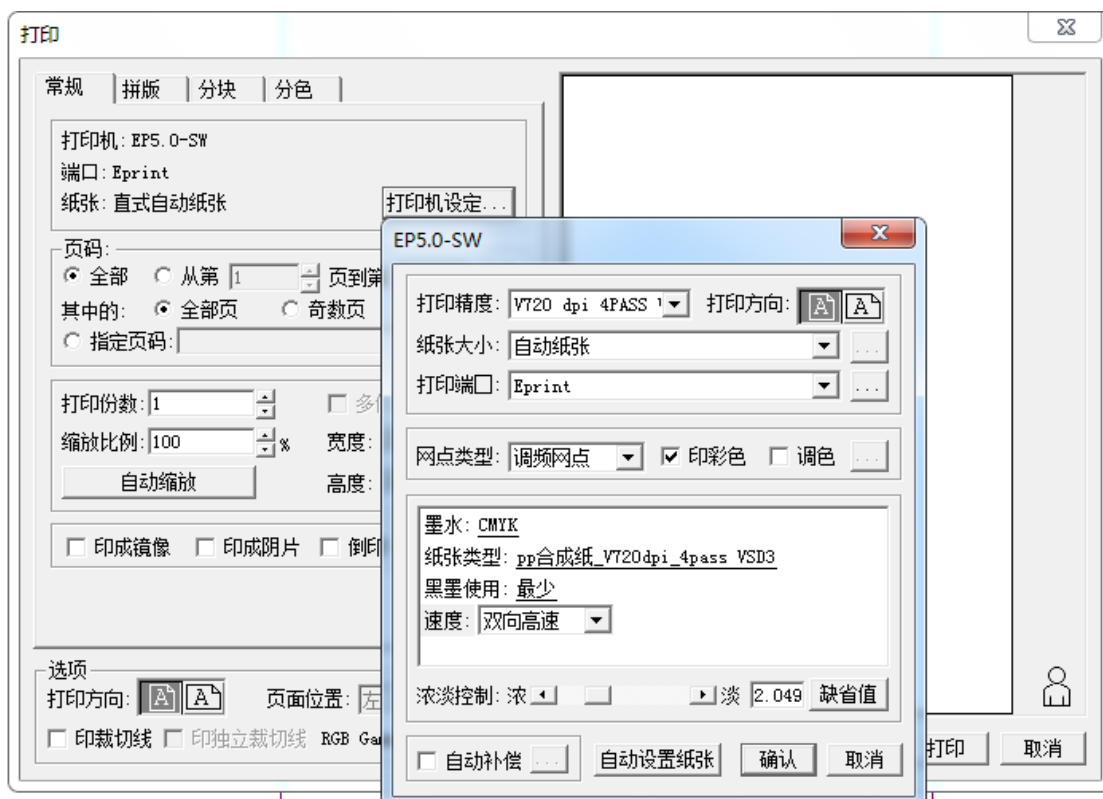 打印
常规 拼版 分块 分色
打印机: EP5.0-SW
端口: Eprint
纸张: 直式自动纸张
打印机设定...
页码:
全部 从第 1 页到第
其中的: 全部页 奇数页
指定页码:
打印份数: 1
缩放比例: 100 % 宽度:
自动缩放 高度:
印成镜像 印成阴片 倒印
选项
打印方向: A A 页面位置: 左
印裁切线 印独立裁切线 RGB
打印 取消
EP5.0-SW
打印精度: V720 dpi 4PASS 打印方向: A A
纸张大小: 自动纸张 ...
打印端口: Eprint ...
网点类型: 调频网点 印彩色 调色 ...
墨水: CMYK
纸张类型: pp合成纸_V720dpi_4pass VSD3
黑墨使用: 最少
速度: 双向高速
浓淡控制: 浓 淡 2.049 缺省值
自动补偿 ... 自动设置纸张 确认 取消